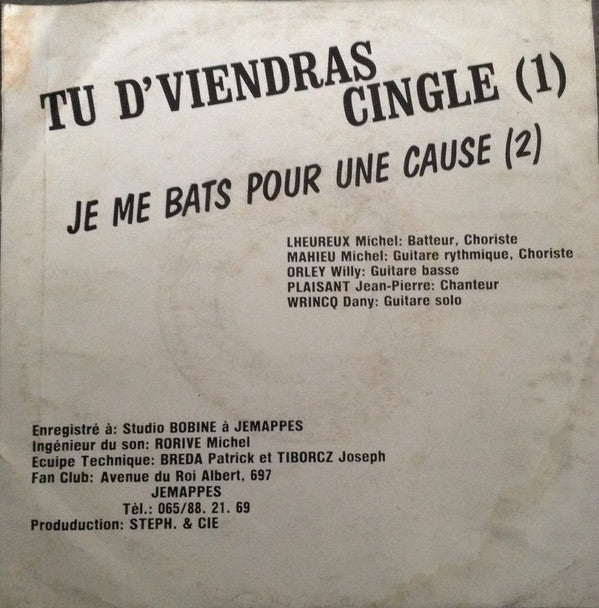 TU D'VIENDRAS
CINGLE (1)
JE ME BATS POUR UNE CAUSE (2)
LHEUREUX Michel: Batteur, Choriste
MAHIEU Michel: Guitare rythmique, Choriste
ORLEY Willy: Guitare basse
PLAISANT Jean-Pierre: Chanteur
WRINCQ Dany: Guitare solo
Enregistré à: Studio BOBINE à JEMAPPES
Ingénieur du son: RORIVE Michel
Ecuipe Technique: BREDA Patrick et TIBORCZ Joseph
Fan Club: Avenue du Roi Albert, 697
JEMAPPES
Tèl.: 065/88. 21. 69
Produduction: STEPH. & CIE